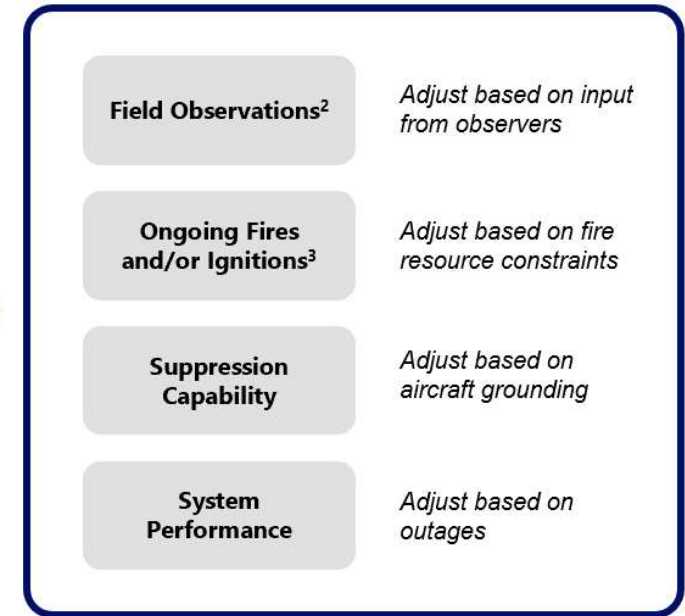 Field Observations²
Adjust based on input
from observers
Ongoing Fires
and/or Ignitions³
Adjust based on fire
resource constraints
Suppression
Capability
Adjust based on
aircraft grounding
System
Performance
Adjust based on
outages